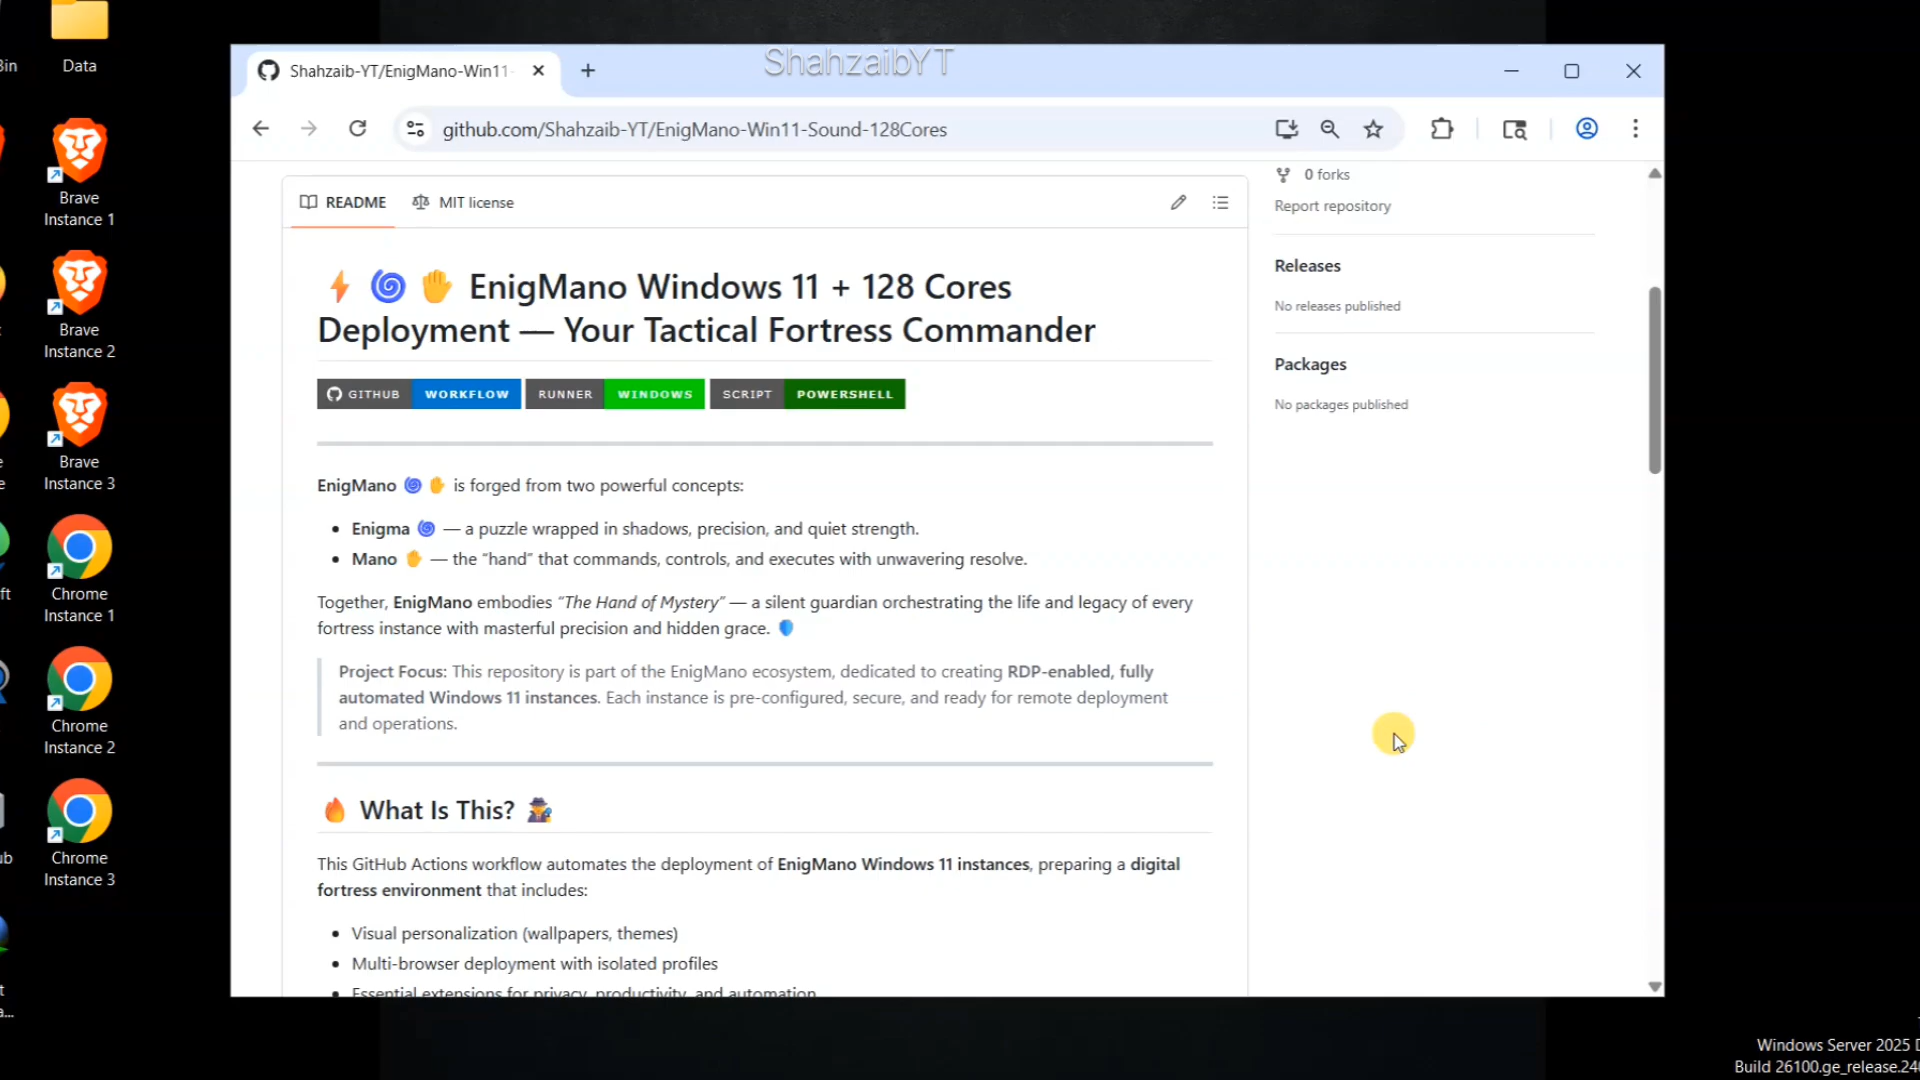 Bin
Data
Brave
Instance 1
Brave
Instance 2
Brave
Instance 3
Chrome
Instance 1
Chrome
Instance 2
Chrome
Instance 3
Shahzaib-YT/EnigMano-Win11-
ShahzaibYT
github.com/Shahzaib-YT/EnigMano-Win11-Sound-128Cores
README
MIT license
⚡ 🌀 ✋ EnigMano Windows 11 + 128 Cores
Deployment — Your Tactical Fortress Commander
GITHUB WORKFLOW RUNNER WINDOWS SCRIPT POWERSHELL
EnigMano 🌀 ✋ is forged from two powerful concepts:
• Enigma 🌀 — a puzzle wrapped in shadows, precision, and quiet strength.
• Mano ✋ — the “hand” that commands, controls, and executes with unwavering resolve.
Together, EnigMano embodies “The Hand of Mystery” — a silent guardian orchestrating the life and legacy of every
fortress instance with masterful precision and hidden grace. 🛡️
Project Focus: This repository is part of the EnigMano ecosystem, dedicated to creating RDP-enabled, fully
automated Windows 11 instances. Each instance is pre-configured, secure, and ready for remote deployment
and operations.
🔥 What Is This? 🕵️
This GitHub Actions workflow automates the deployment of EnigMano Windows 11 instances, preparing a digital
fortress environment that includes:
• Visual personalization (wallpapers, themes)
• Multi-browser deployment with isolated profiles
• Essential extensions for privacy, productivity, and automation
0 forks
Report repository
Releases
No releases published
Packages
No packages published
Windows Server 2025 D
Build 26100.ge_release.240